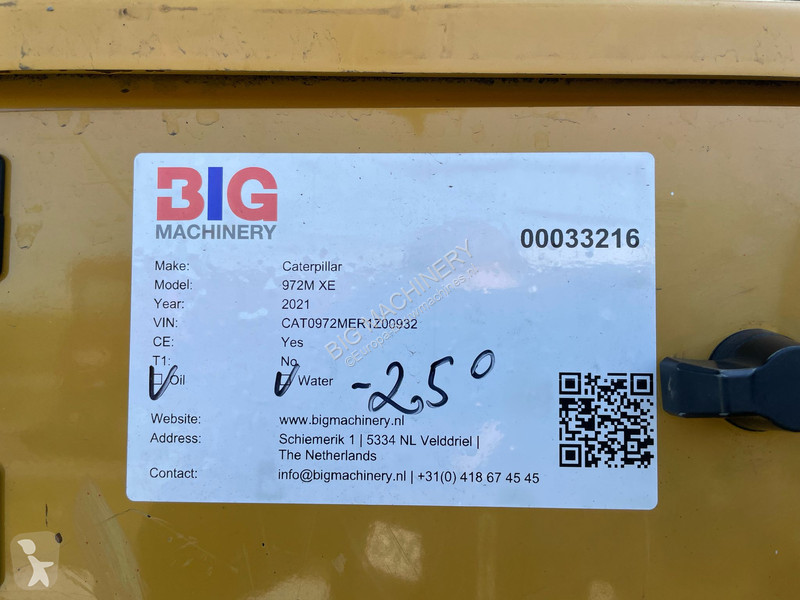 BIG
MACHINERY
00033216
Make: Caterpillar
Model: 972M XE
Year: 2021
VIN: CAT0972MER1Z00932
CE: Yes
T1: No
Oil Water -25°
Website: www.bigmachinery.nl
Address: Schiemerik 1 | 5334 NL Velddriel |
The Netherlands
Contact: info@bigmachinery.nl | +31(0) 418 67 45 45
BIG MACHINERY